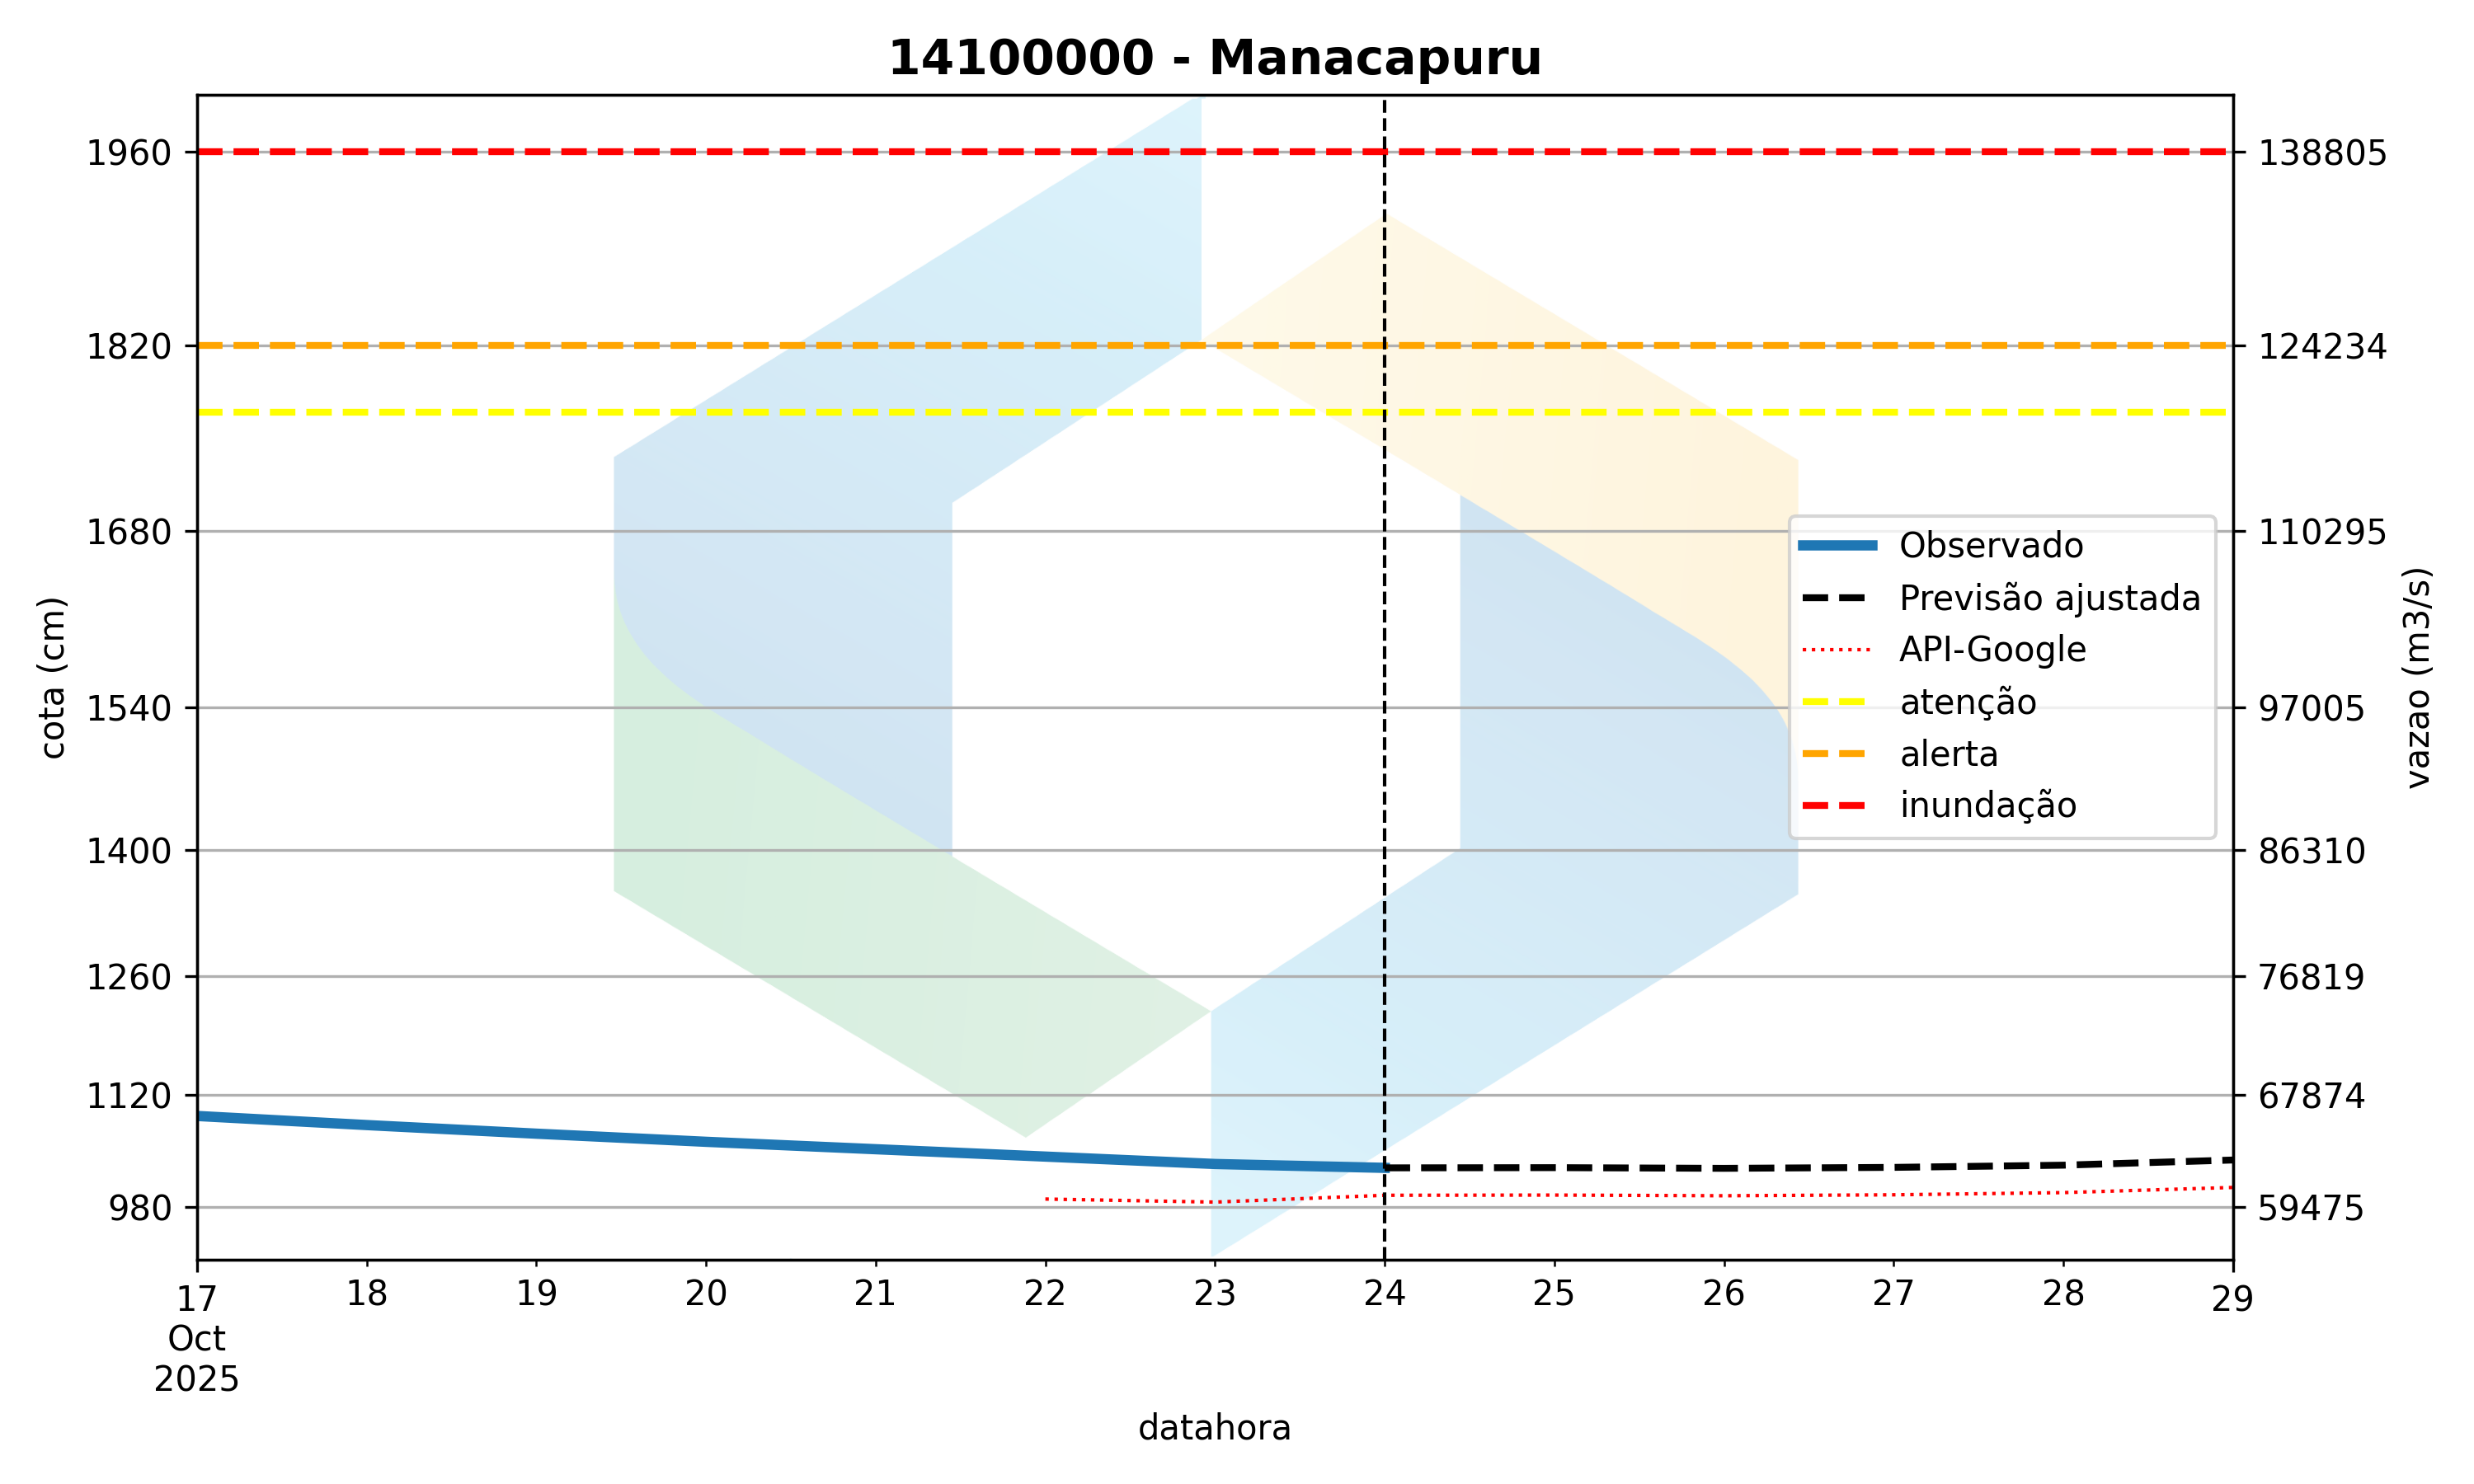 14100000 - Manacapuru
1960
1820
1680
1540
1400
1260
1120
980
cota (cm)
138805
124234
110295
97005
86310
76819
67874
59475
vazao (m3/s)
Observado
Previsão ajustada
API-Google
atenção
alerta
inundação
17 18 19 20 21 22 23 24 25 26 27 28 29
Oct
2025
datahora